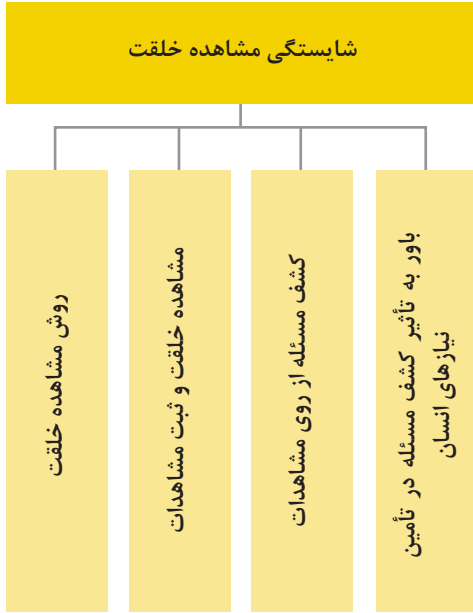 شایستگی مشاهده خلقت
باور به تأثیر کشف مسئله در تأمین
نیازهای انسان
کشف مسئله از روی مشاهدات
مشاهده خلقت و ثبت مشاهدات
روش مشاهده خلقت